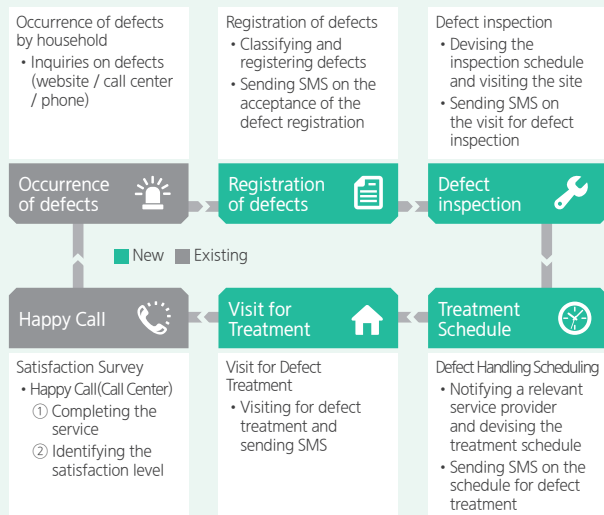 Occurrence of defects
by household
• Inquiries on defects
(website / call center
/ phone)
Registration of defects
• Classifying and
registering defects
• Sending SMS on the
acceptance of the
defect registration
Defect inspection
• Devising the
inspection schedule
and visiting the site
• Sending SMS on
the visit for defect
inspection
Occurrence
of defects
Registration
of defects
Defect
inspection
New
Existing
Happy Call
Visit for
Treatment
Treatment
Schedule
Satisfaction Survey
• Happy Call(Call Center)
① Completing the
service
② Identifying the
satisfaction level
Visit for Defect
Treatment
• Visiting for defect
treatment and
sending SMS
Defect Handling Scheduling
• Notifying a relevant
service provider
and devising the
treatment schedule
• Sending SMS on the
schedule for defect
treatment